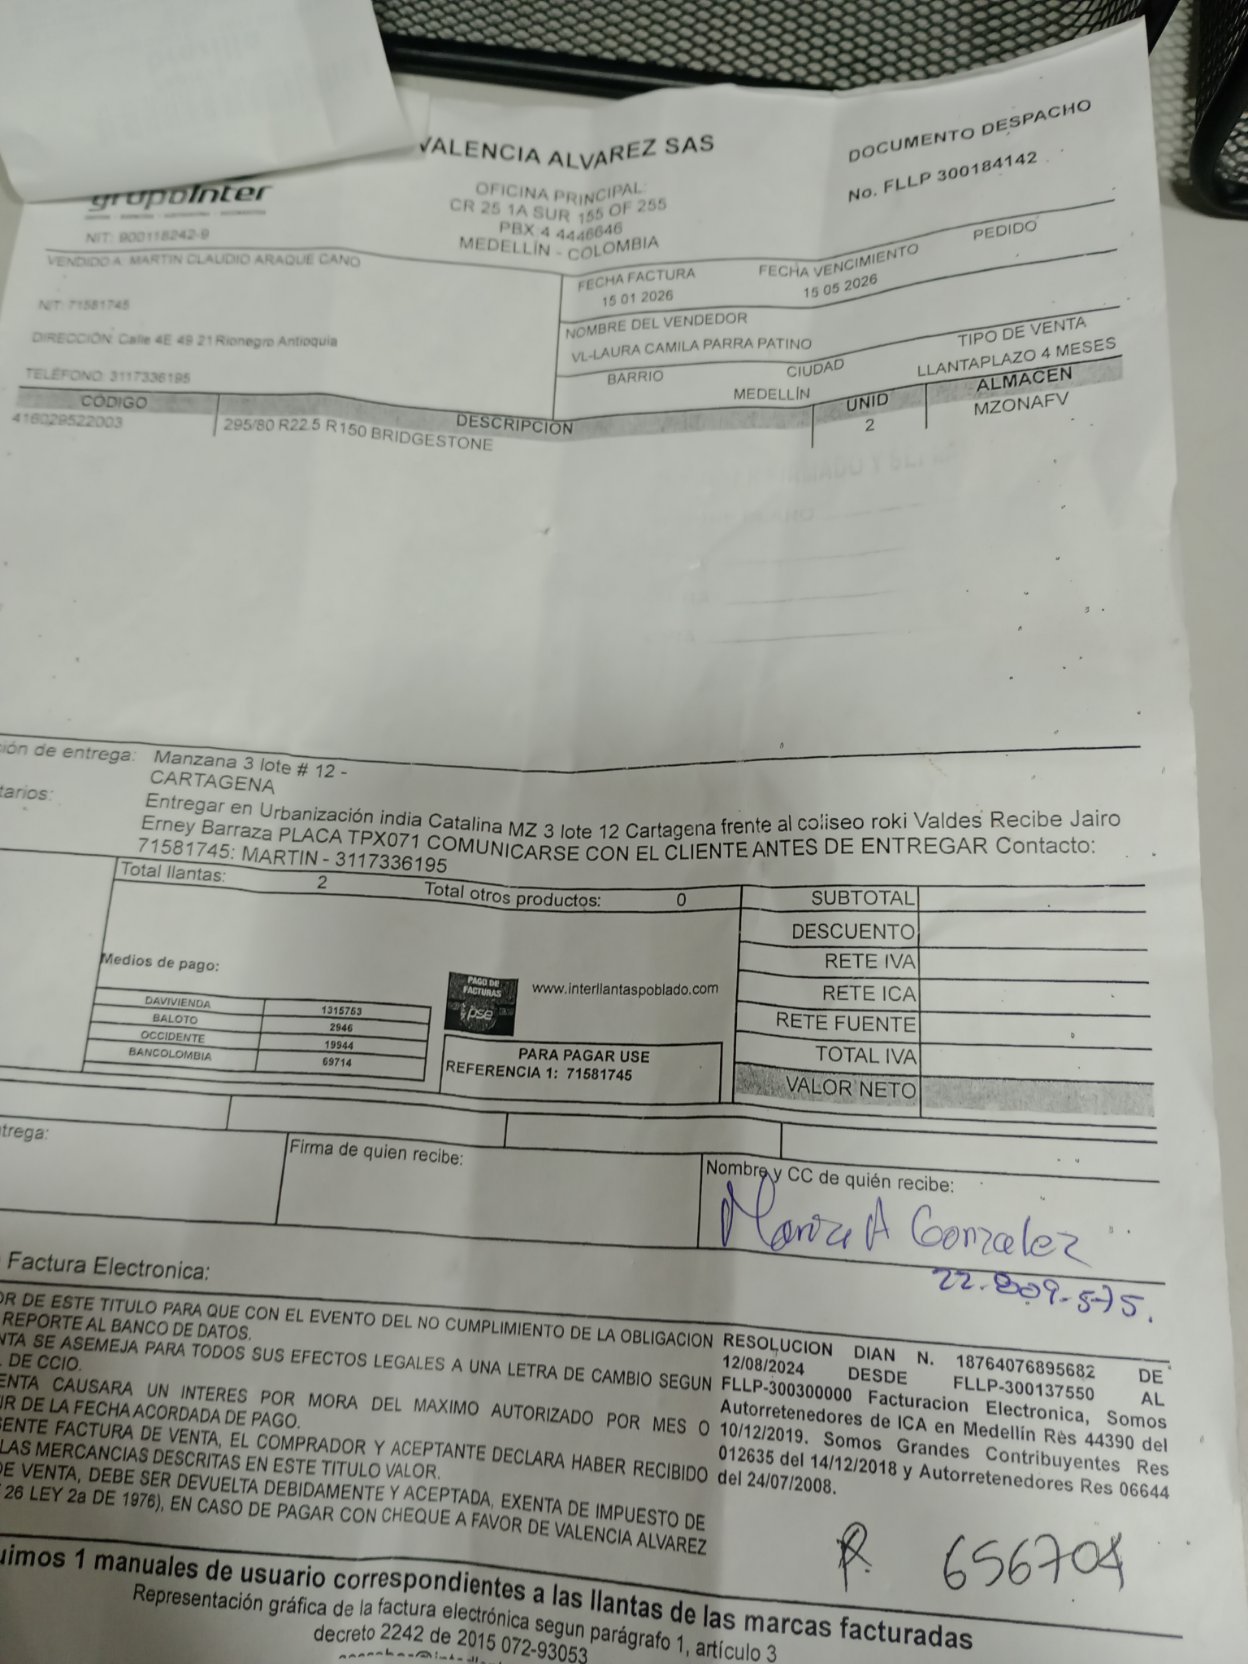 VALENCIA ALVAREZ SAS
DOCUMENTO DESPACHO
No. FLLP 300184142
grupoInter
NIT: 900118242-9
OFICINA PRINCIPAL:
CR 25 1A SUR 155 OF 255
PBX 4 4446646
MEDELLÍN - COLOMBIA
VENDIDO A: MARTIN CLAUDIO ARAQUE CANO
NIT: 71581745
DIRECCIÓN: Calle 4E 49 21 Rionegro Antioquia
TELÉFONO: 3117336195
FECHA FACTURA
FECHA VENCIMIENTO
PEDIDO
15 01 2026
15 05 2026
NOMBRE DEL VENDEDOR
TIPO DE VENTA
VL-LAURA CAMILA PARRA PATINO
LLANTAPLAZO 4 MESES
BARRIO
CIUDAD
MEDELLÍN
CÓDIGO
DESCRIPCIÓN
UNID
ALMACÉN
416029522003
295/80 R22.5 R150 BRIDGESTONE
2
MZONAFV
ión de entrega: Manzana 3 lote # 12 -
CARTAGENA
tarios: Entregar en Urbanización india Catalina MZ 3 lote 12 Cartagena frente al coliseo roki Valdes Recibe Jairo
Erney Barraza PLACA TPX071 COMUNICARSE CON EL CLIENTE ANTES DE ENTREGAR Contacto:
71581745: MARTIN - 3117336195
Total llantas: 2 Total otros productos: 0
SUBTOTAL
DESCUENTO
RETE IVA
RETE ICA
RETE FUENTE
TOTAL IVA
VALOR NETO
Medios de pago:
DAVIVIENDA 1315753
BALOTO 2946
OCCIDENTE 19944
BANCOLOMBIA 69714
PAGO DE
FACTURAS
pse
www.interllantaspoblado.com
PARA PAGAR USE
REFERENCIA 1: 71581745
trega:
Firma de quien recibe:
Nombre y CC de quién recibe:
Maria A Gonzalez
22.809.575.
Factura Electronica:
OR DE ESTE TITULO PARA QUE CON EL EVENTO DEL NO CUMPLIMIENTO DE LA OBLIGACION
REPORTE AL BANCO DE DATOS.
NTA SE ASEMEJA PARA TODOS SUS EFECTOS LEGALES A UNA LETRA DE CAMBIO SEGUN
. DE CCIO.
ENTA CAUSARA UN INTERES POR MORA DEL MAXIMO AUTORIZADO POR MES O
IR DE LA FECHA ACORDADA DE PAGO.
SENTE FACTURA DE VENTA, EL COMPRADOR Y ACEPTANTE DECLARA HABER RECIBIDO
LAS MERCANCIAS DESCRITAS EN ESTE TITULO VALOR.
DE VENTA, DEBE SER DEVUELTA DEBIDAMENTE Y ACEPTADA, EXENTA DE IMPUESTO DE
26 LEY 2a DE 1976), EN CASO DE PAGAR CON CHEQUE A FAVOR DE VALENCIA ALVAREZ
RESOLUCION DIAN N. 18764076895682 DE
12/08/2024 DESDE FLLP-300137550 AL
FLLP-300300000 Facturacion Electronica, Somos
Autorretenedores de ICA en Medellín Res 44390 del
10/12/2019. Somos Grandes Contribuyentes Res
012635 del 14/12/2018 y Autorretenedores Res 06644
del 24/07/2008.
R. 656704
uimos 1 manuales de usuario correspondientes a las llantas de las marcas facturadas
Representación gráfica de la factura electrónica segun parágrafo 1, artículo 3
decreto 2242 de 2015 072-93053